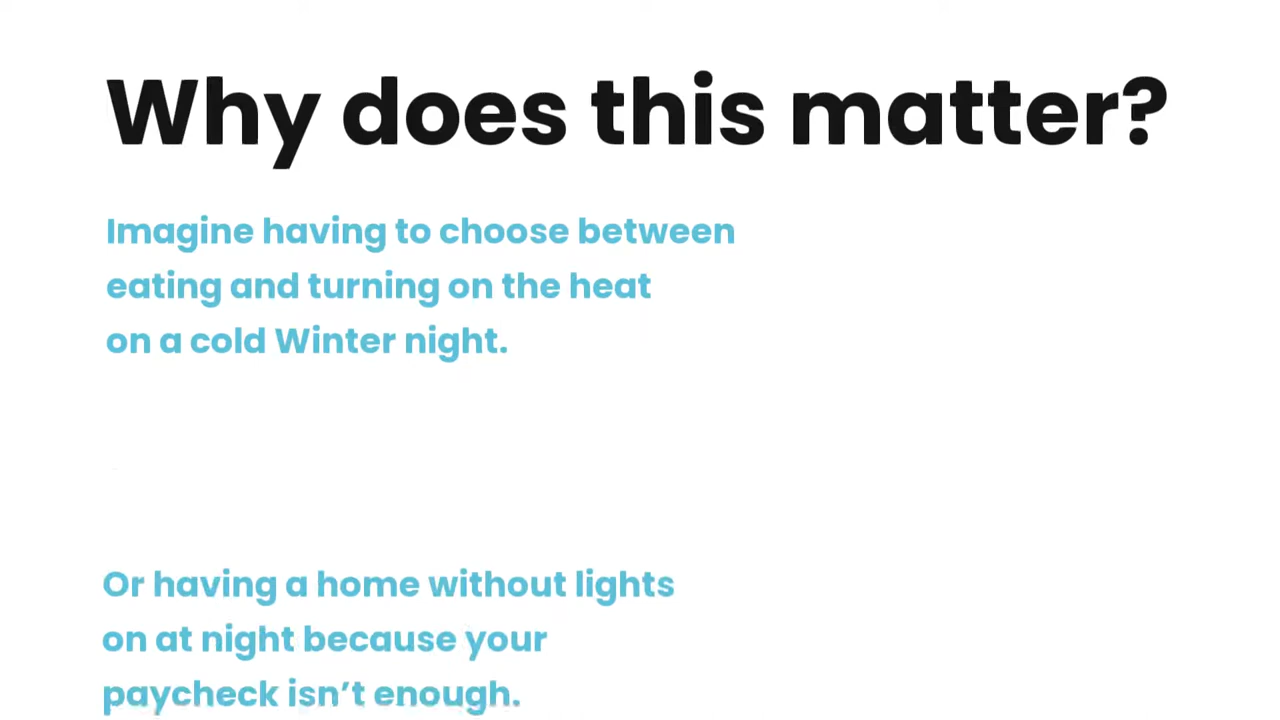 Why does this matter?
Imagine having to choose between
eating and turning on the heat
on a cold Winter night.
Or having a home without lights
on at night because your
paycheck isn’t enough.